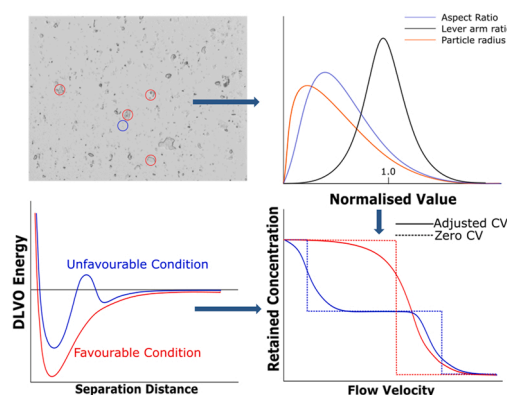 Aspect Ratio
Lever arm ratio
Particle radius
1.0
Normalised Value
DLVO Energy
Unfavourable Condition
Favourable Condition
Separation Distance
Retained Concentration
Adjusted CV
Zero CV
Flow Velocity